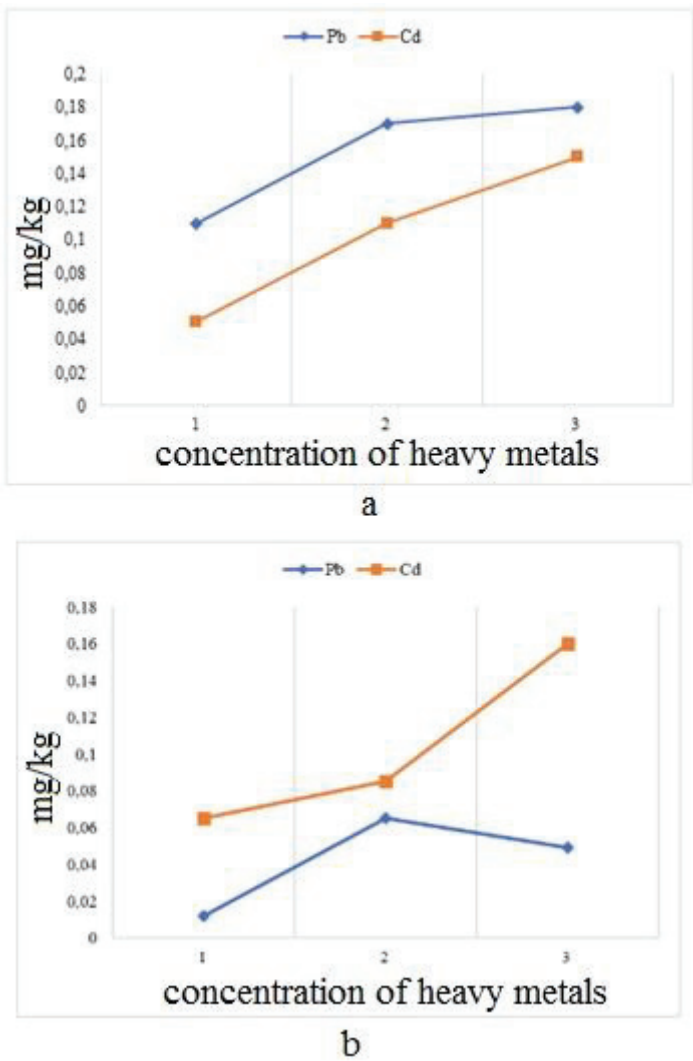 Pb Cd
0,2
0,18
0,16
0,14
0,12
0,1
0,08
0,06
0,04
0,02
0
mg/kg
1 2 3
concentration of heavy metals
a
Pb Cd
0,18
0,16
0,14
0,12
0,1
0,08
0,06
0,04
0,02
0
mg/kg
1 2 3
concentration of heavy metals
b